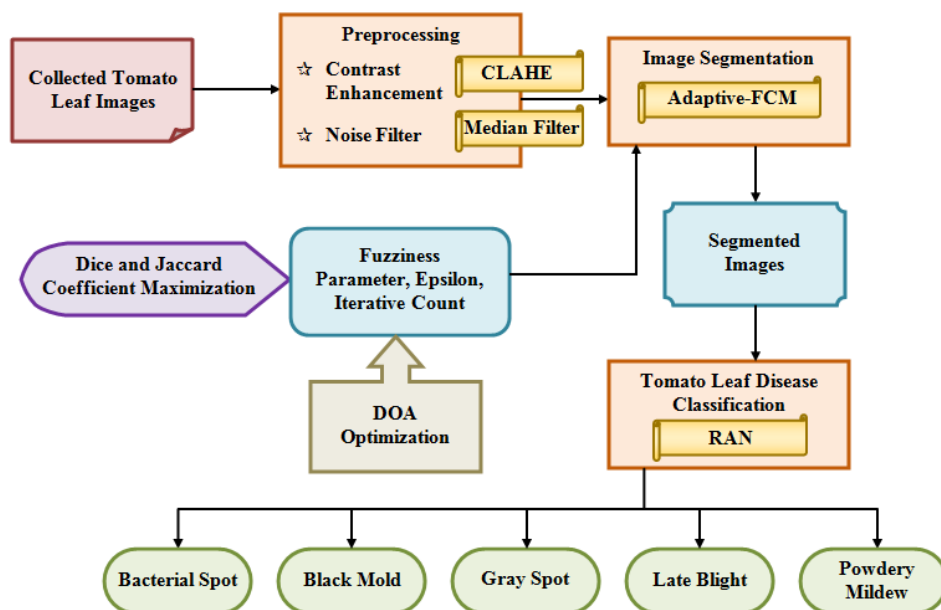 Collected Tomato
Leaf Images
Preprocessing
☆ Contrast
Enhancement
CLAHE
☆ Noise Filter
Median Filter
Image Segmentation
Adaptive-FCM
Dice and Jaccard
Coefficient Maximization
Fuzziness
Parameter, Epsilon,
Iterative Count
Segmented
Images
DOA
Optimization
Tomato Leaf Disease
Classification
RAN
Bacterial Spot
Black Mold
Gray Spot
Late Blight
Powdery
Mildew